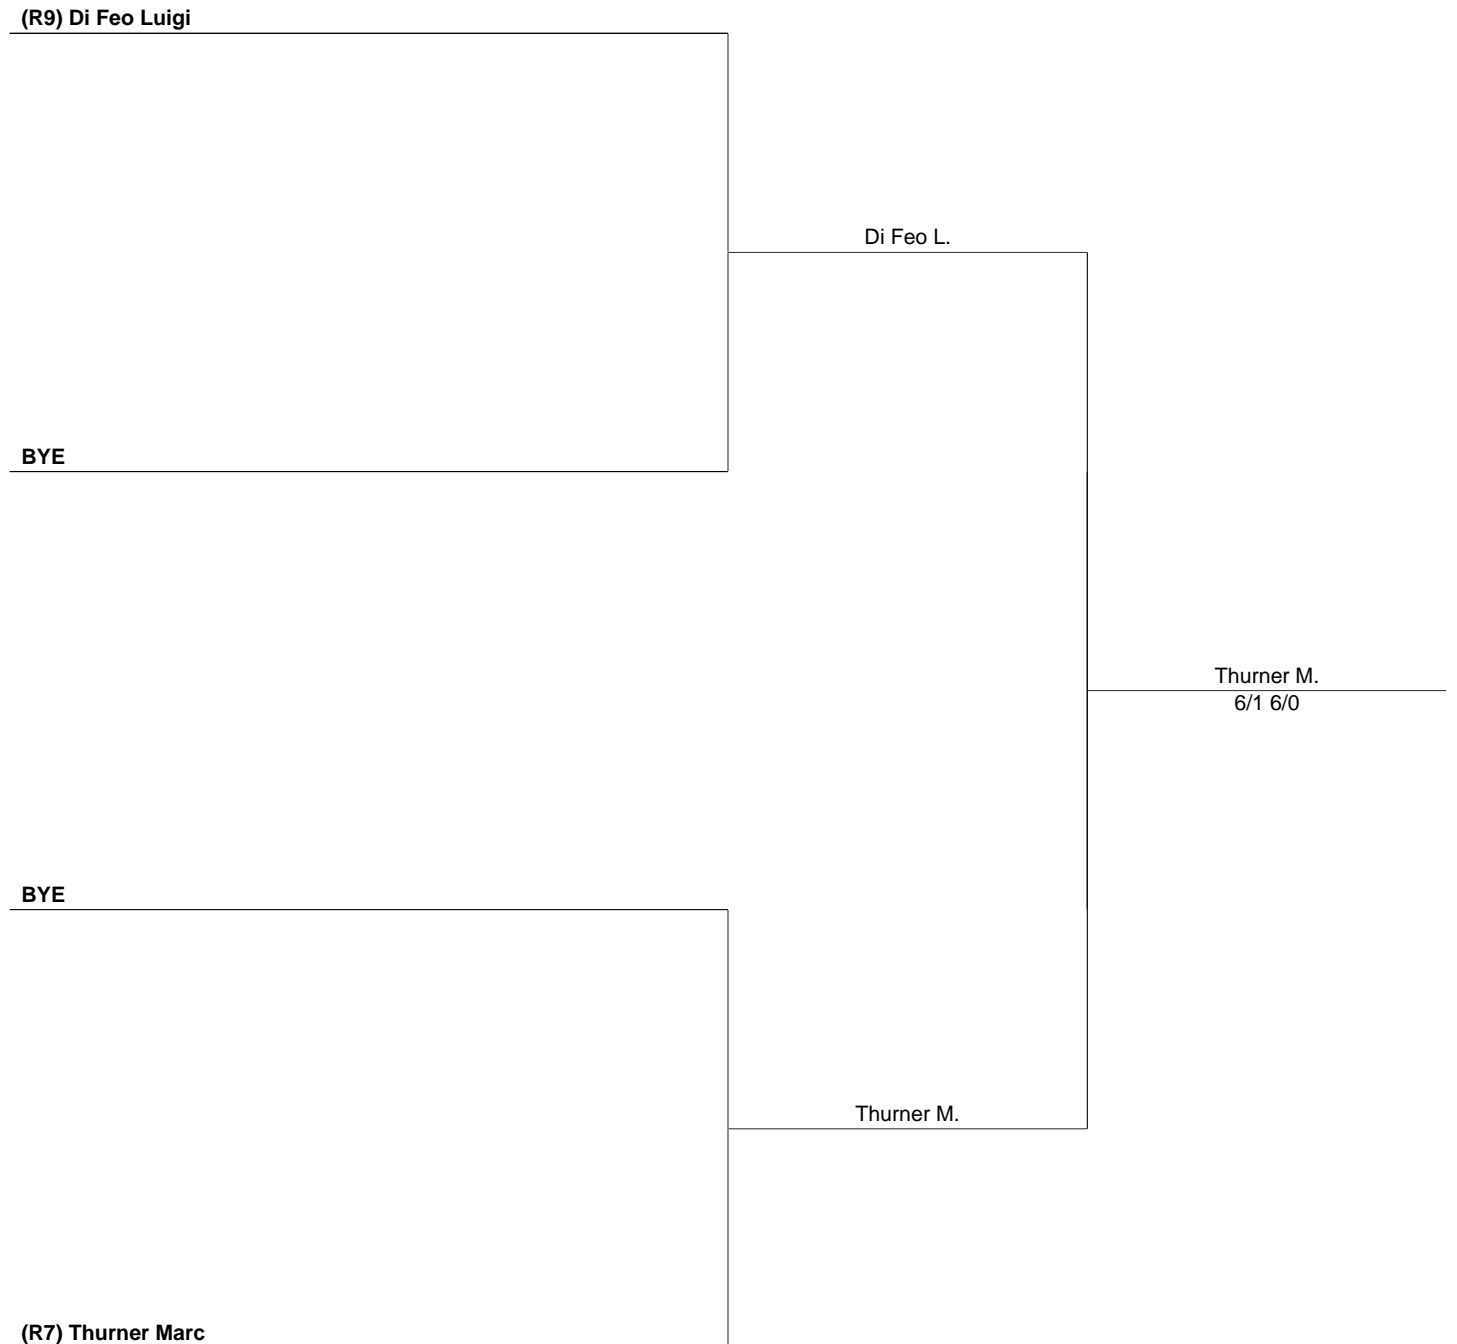 (R9) Di Feo Luigi
Di Feo L.
BYE
Thurner M.
6/1 6/0
BYE
Thurner M.
(R7) Thurner Marc